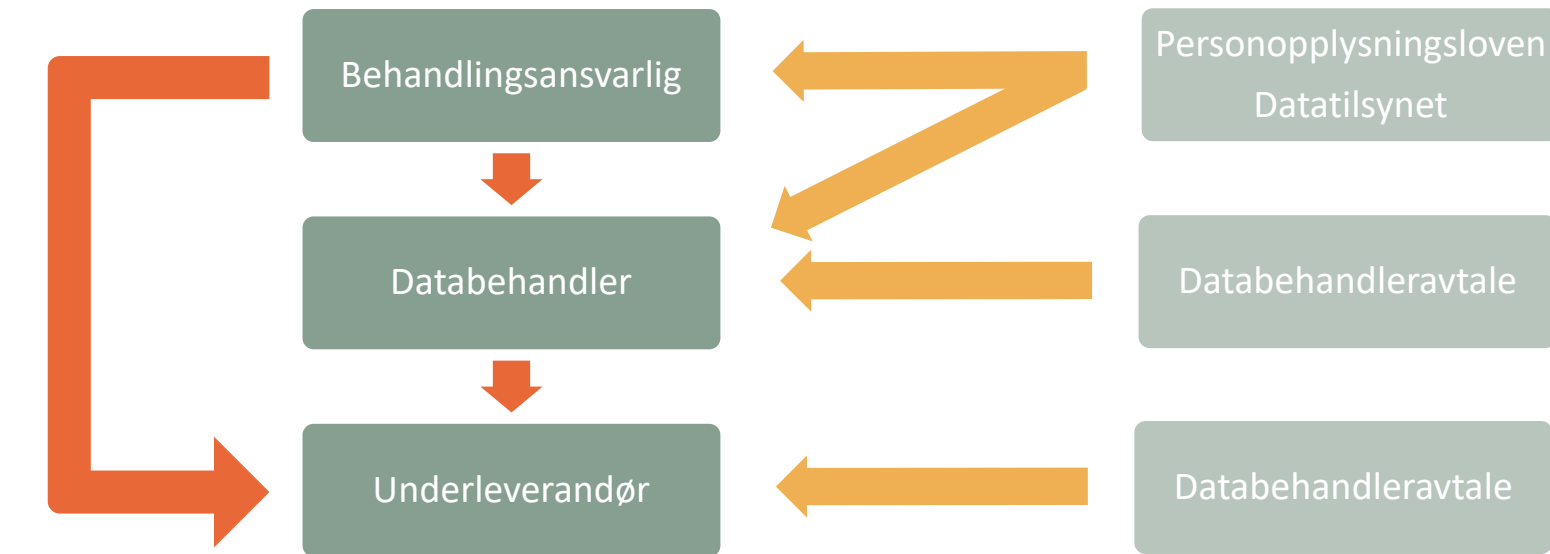 Behandlingsansvarlig
Personopplysningsloven
Datatilsynet
Databehandler
Databehandleravtale
Underleverandør
Databehandleravtale